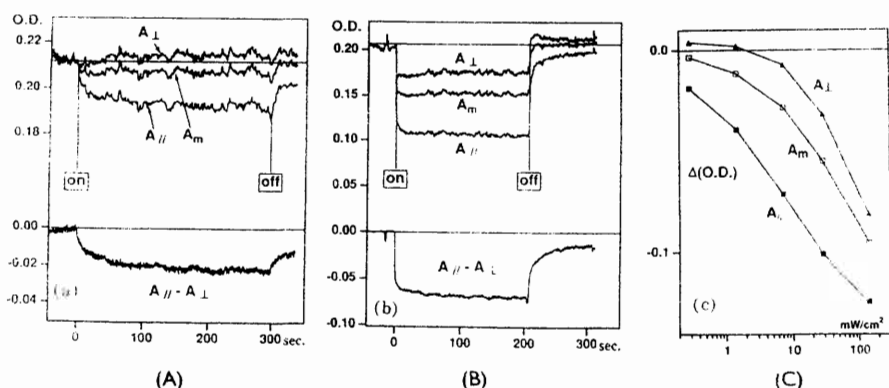 O.D.
0.21
0.20
0.18
A⊥
A//
Am
on
off
0.00
-0.02
-0.04
A// - A⊥
0
100
200
300 sec.
(A)
O.D.
0.20
0.15
0.10
0.05
0.00
-0.05
-0.10
A⊥
Am
A//
on
off
A// - A⊥
(b)
0
100
200
300 sec.
(B)
0.0
-0.1
Δ(O.D.)
A⊥
Am
mW/cm²
(c)
1
10
100
(C)